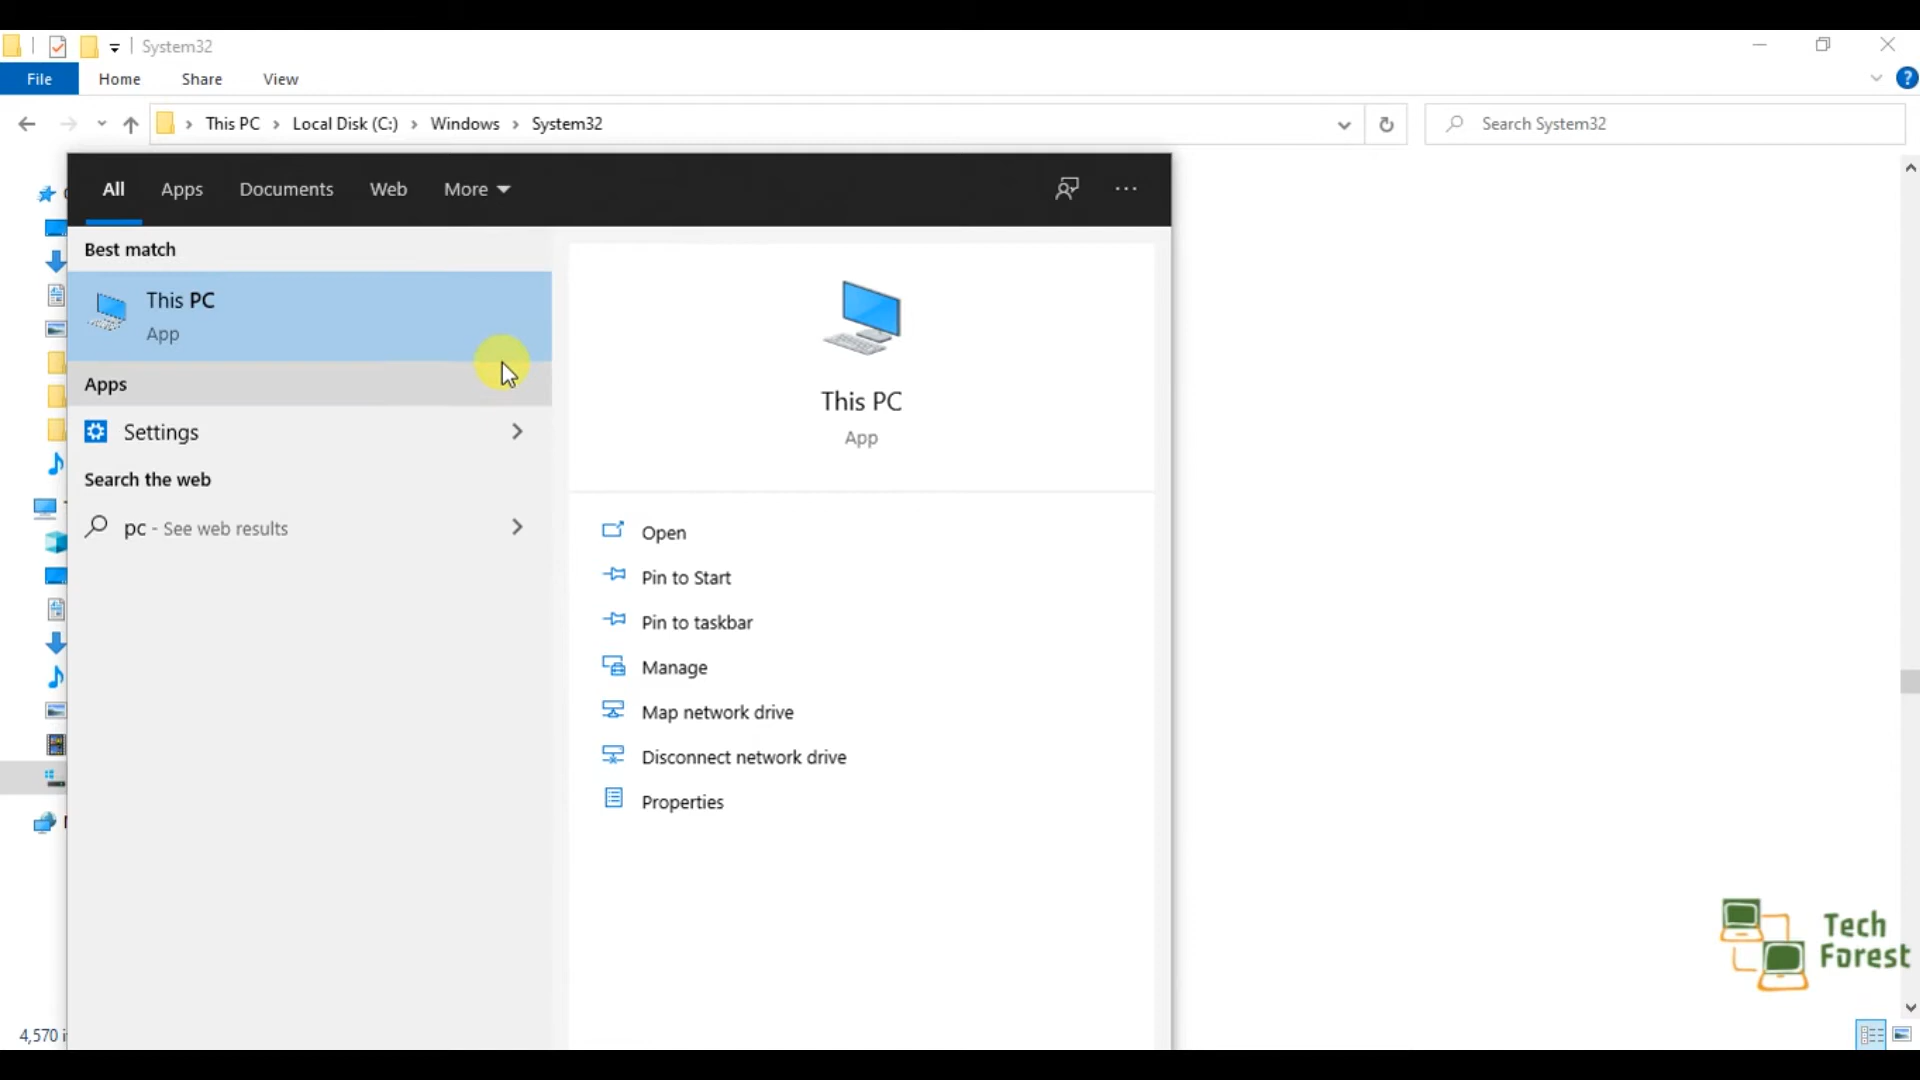 System32
File Home Share View
This PC Local Disk (C:) Windows System32
Search System32
All Apps Documents Web More
Best match
This PC
App
Apps
Settings
Search the web
pc - See web results
This PC
App
Open
Pin to Start
Pin to taskbar
Manage
Map network drive
Disconnect network drive
Properties
Tech
Forest
4,570